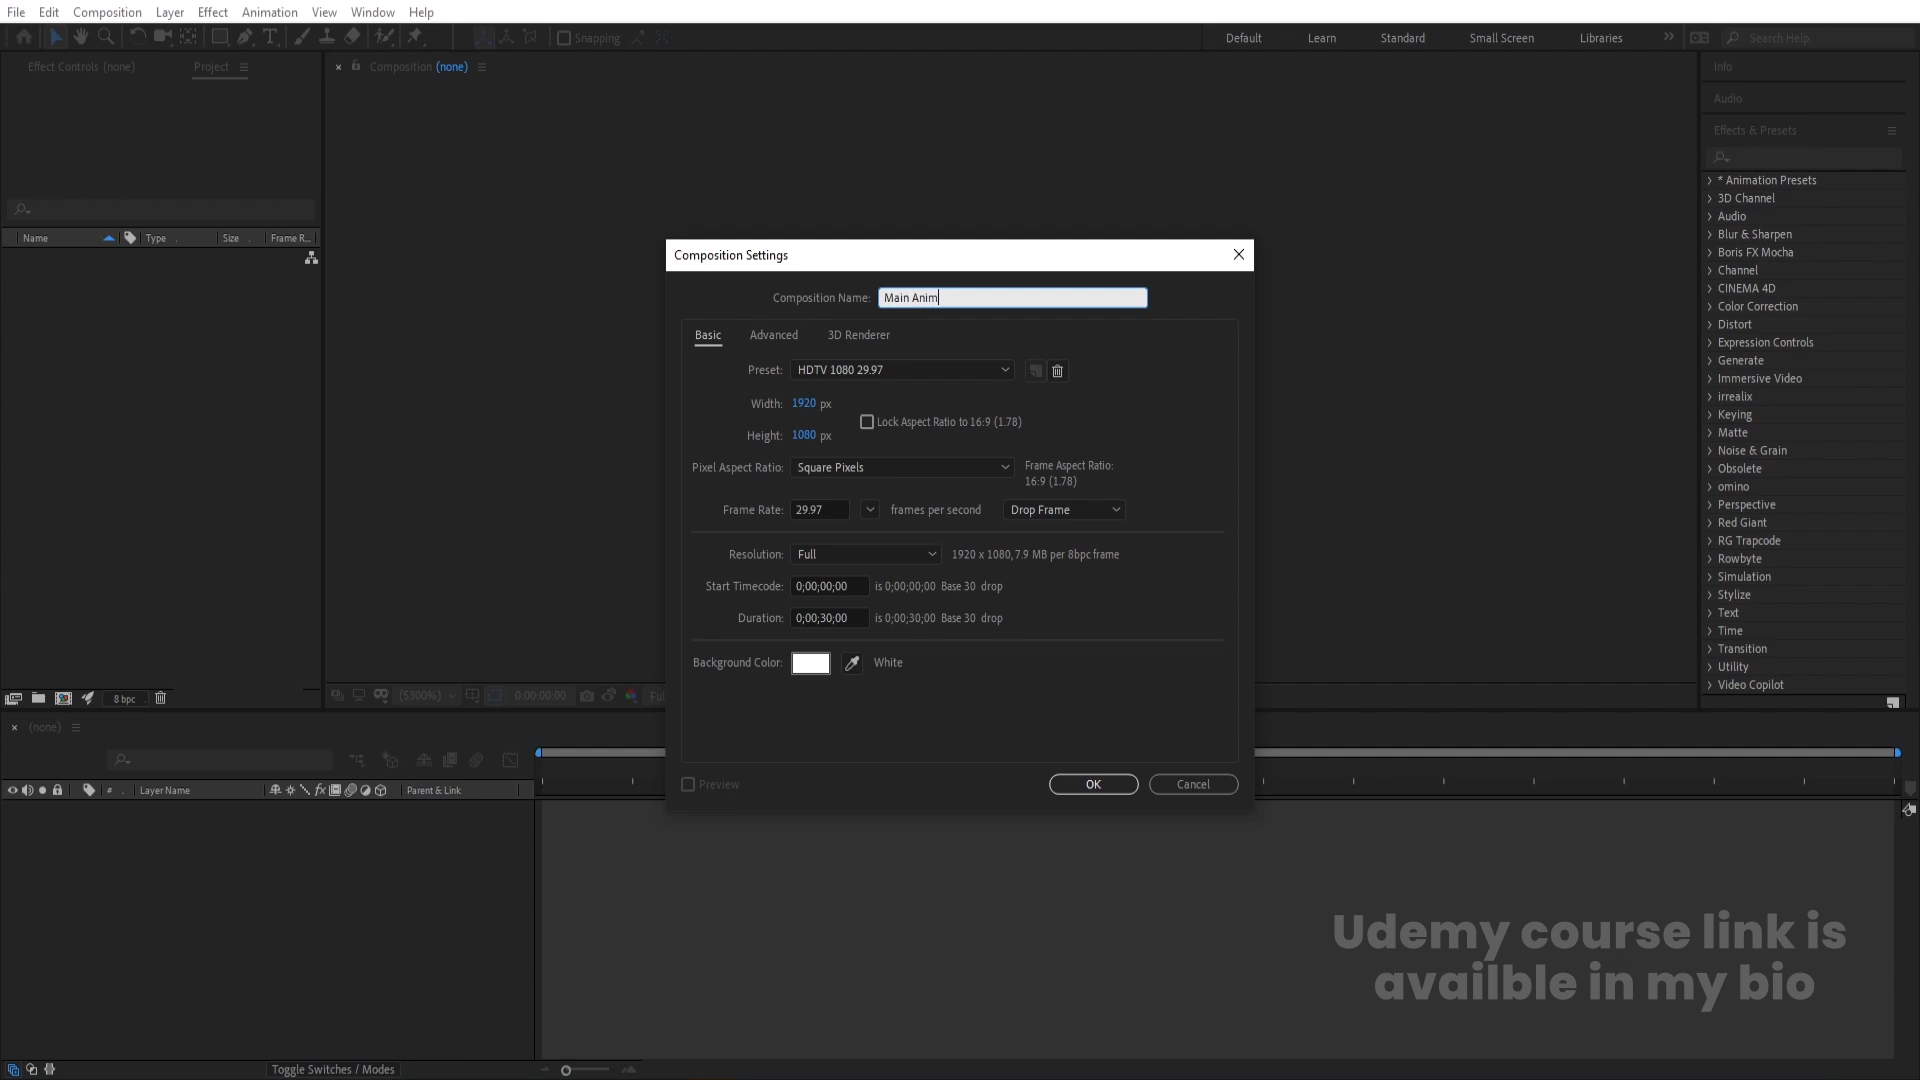 File Edit Composition Layer Effect Animation View Window Help
Snapping
Default Learn Standard Small Screen Libraries
Search Help
Effect Controls (none) Project
Composition (none)
Name Type Size Frame R...
8 bpc
(5300%) 0:00:00:00 Ful
Composition Settings
Composition Name: Main Anim
Basic Advanced 3D Renderer
Preset: HDTV 1080 29.97
Width: 1920 px
Lock Aspect Ratio to 16:9 (1.78)
Height: 1080 px
Pixel Aspect Ratio: Square Pixels
Frame Aspect Ratio:
16:9 (1.78)
Frame Rate: 29.97 frames per second Drop Frame
Resolution: Full 1920 x 1080, 7.9 MB per 8bpc frame
Start Timecode: 0;00;00;00 is 0;00;00;00 Base 30 drop
Duration: 0;00;30;00 is 0;00;30;00 Base 30 drop
Background Color: White
Preview
OK
Cancel
Info
Audio
Effects & Presets
* Animation Presets
3D Channel
Audio
Blur & Sharpen
Boris FX Mocha
Channel
CINEMA 4D
Color Correction
Distort
Expression Controls
Generate
Immersive Video
irrealix
Keying
Matte
Noise & Grain
Obsolete
omino
Perspective
Red Giant
RG Trapcode
Rowbyte
Simulation
Stylize
Text
Time
Transition
Utility
Video Copilot
(none)
# . Layer Name fx Parent & Link
Toggle Switches / Modes
Udemy course link is
availble in my bio